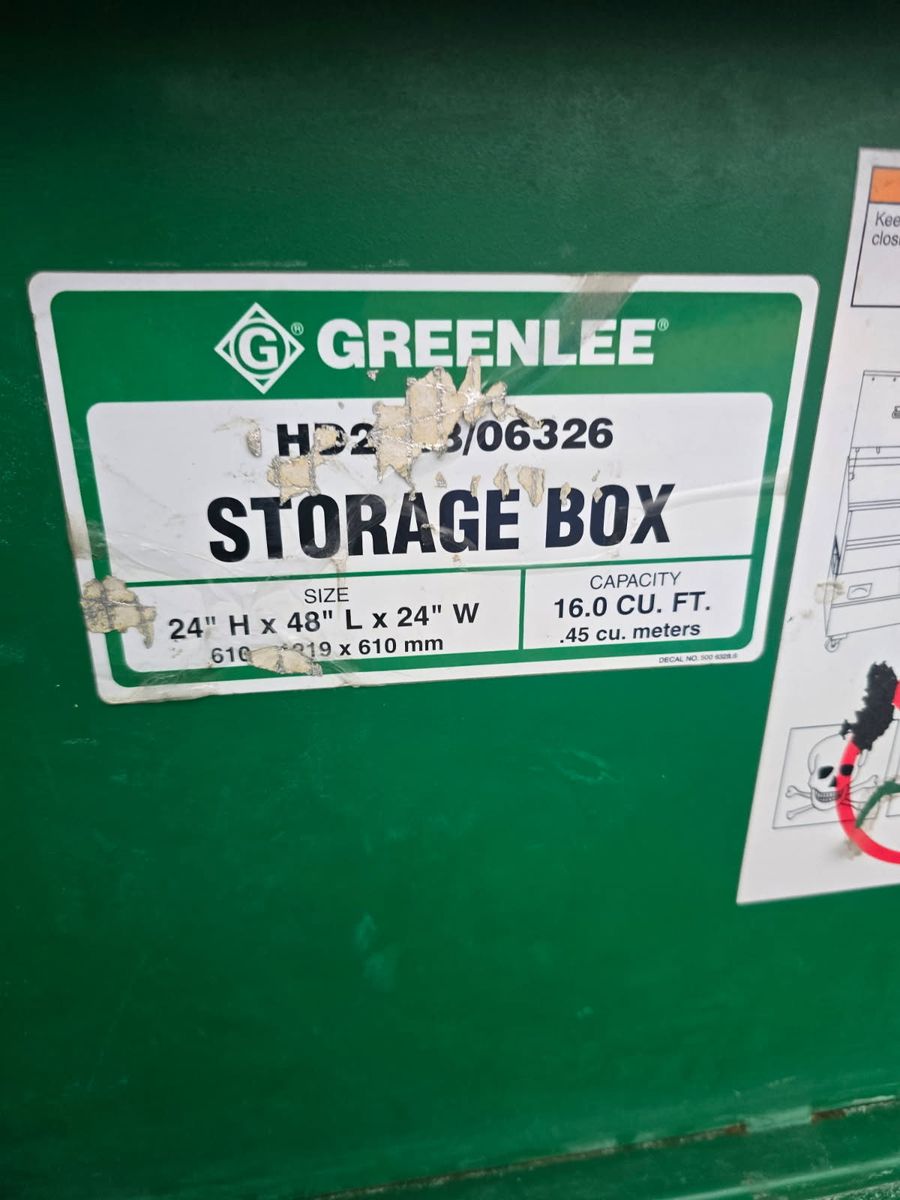 G® GREENLEE®
/06326
STORAGE BOX
SIZE
24" H x 48" L x 24" W
x 610 mm
CAPACITY
16.0 CU. FT.
.45 cu. meters
DECAL NO. 500 6328.6